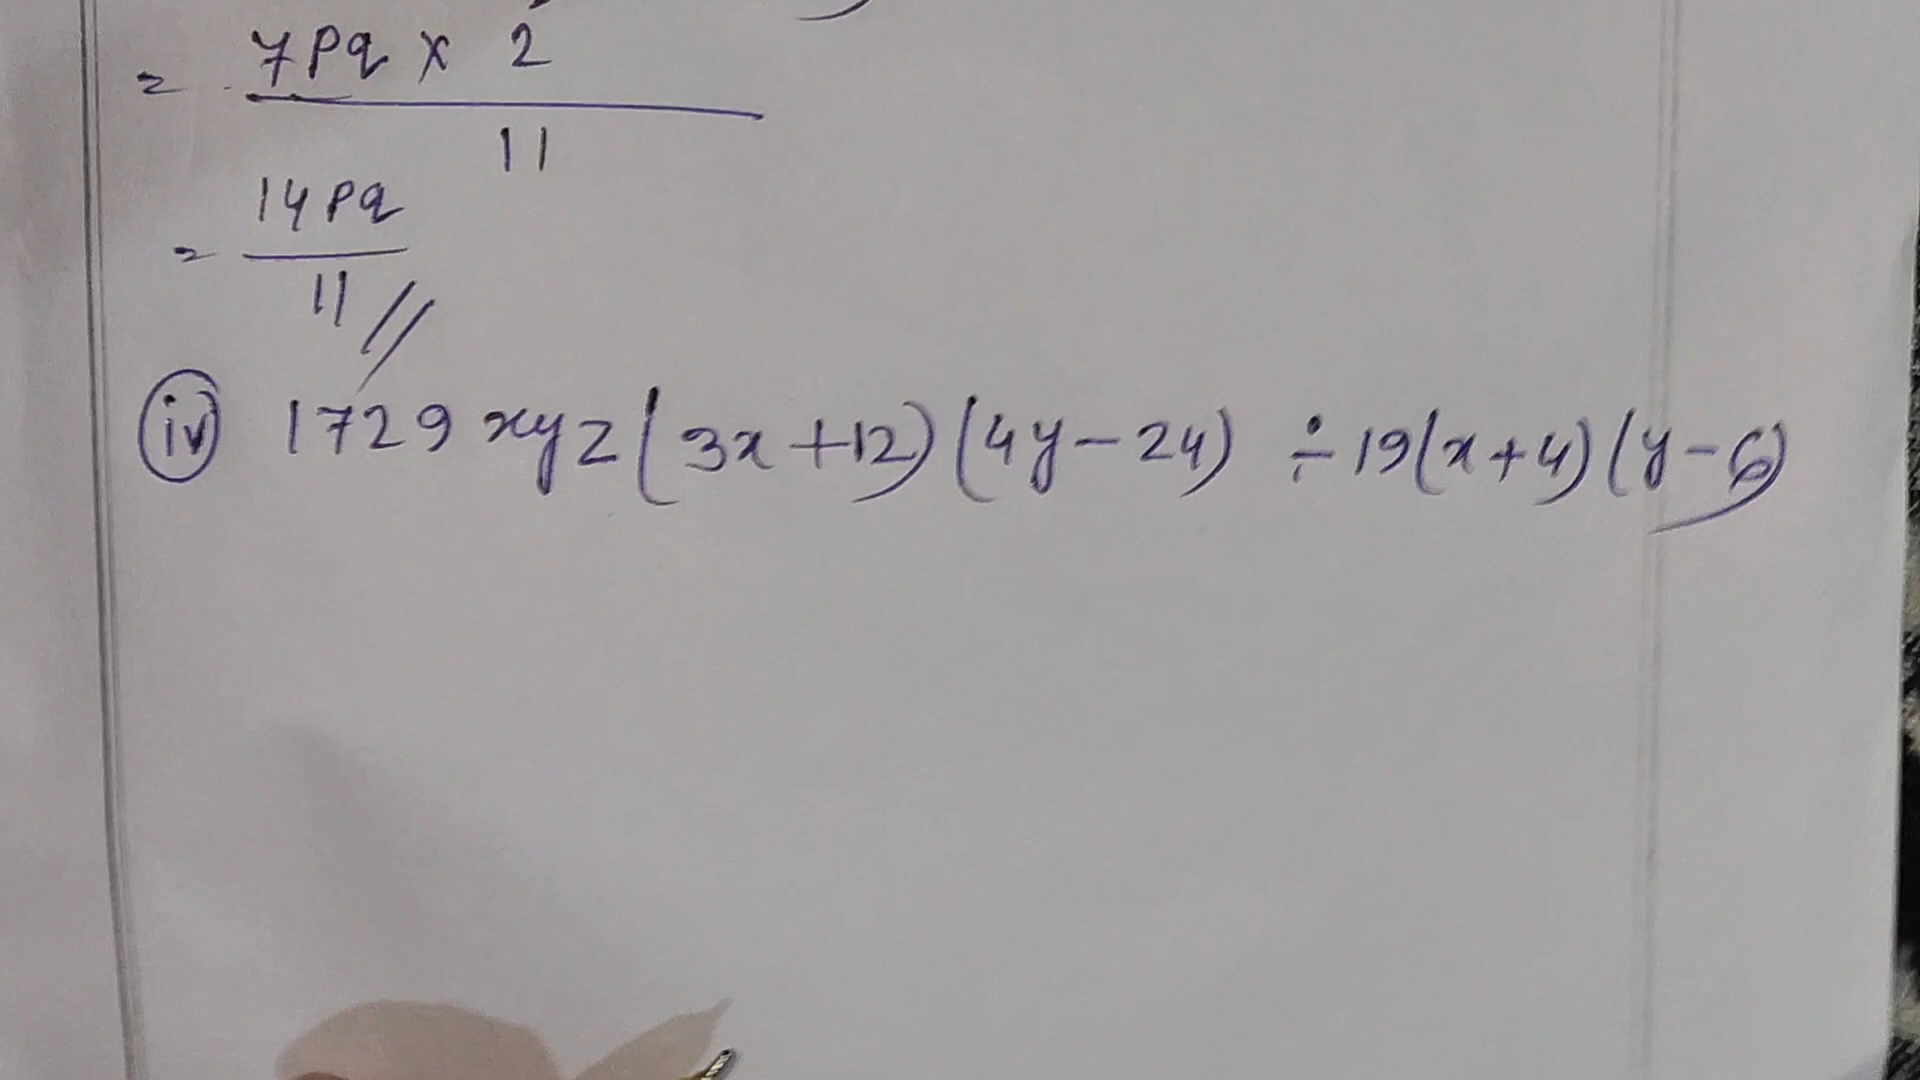 = 7pq × 2
11
= 14pq
11 //
(iv) 1729 xyz (3x+12) (4y-24) ÷ 19(x+4) (y-6)